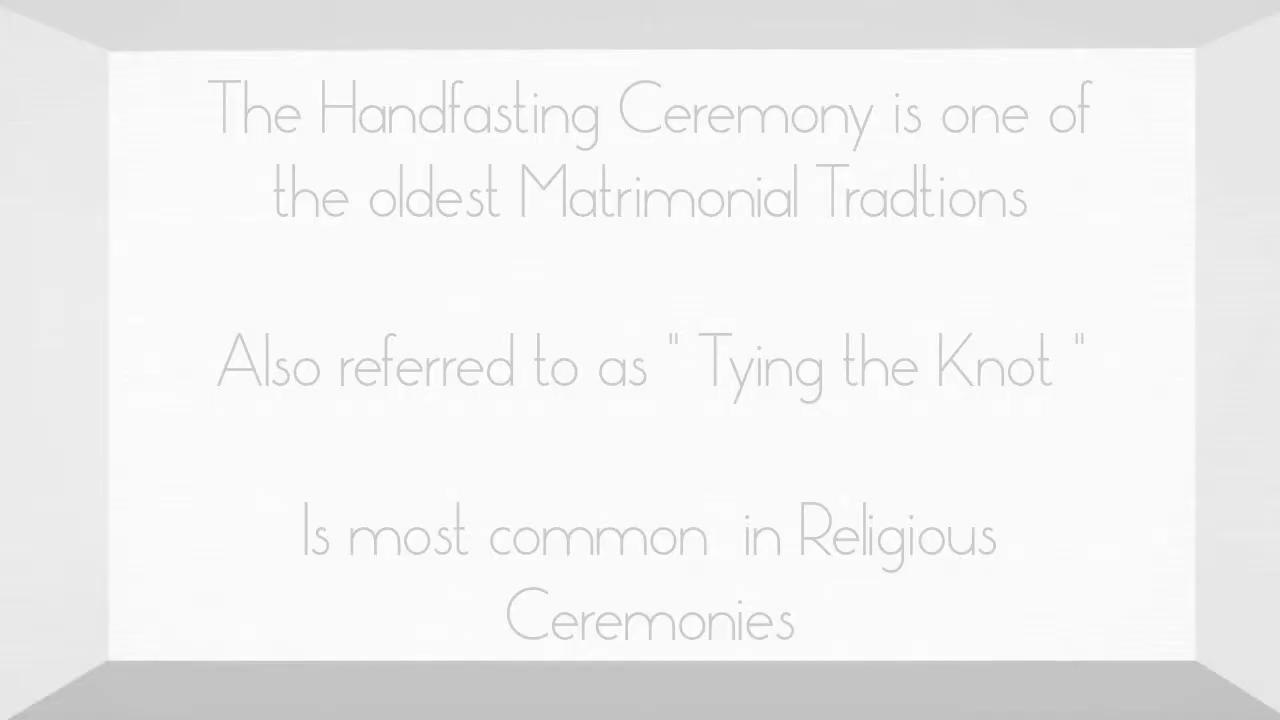 The Handfasting Ceremony is one of
the oldest Matrimonial Tradtions
Also referred to as " Tying the Knot "
Is most common in Religious
Ceremonies